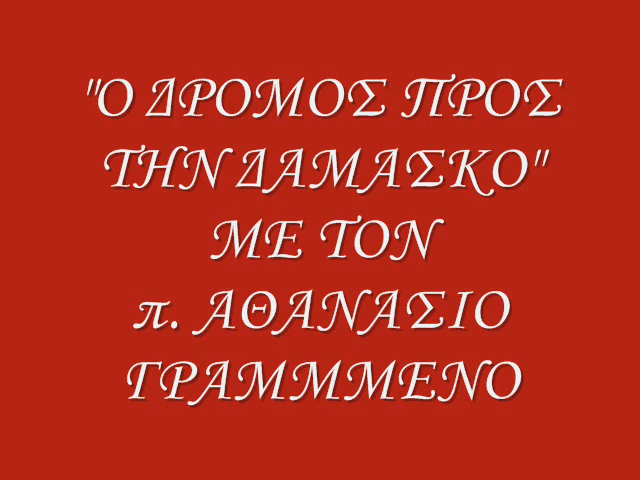 "Ο ΔΡΟΜΟΣ ΠΡΟΣ
ΤΗΝ ΔΑΜΑΣΚΟ"
ΜΕ ΤΟΝ
π. ΑΘΑΝΑΣΙΟ
ΓΡΑΜΜΜΕΝΟ